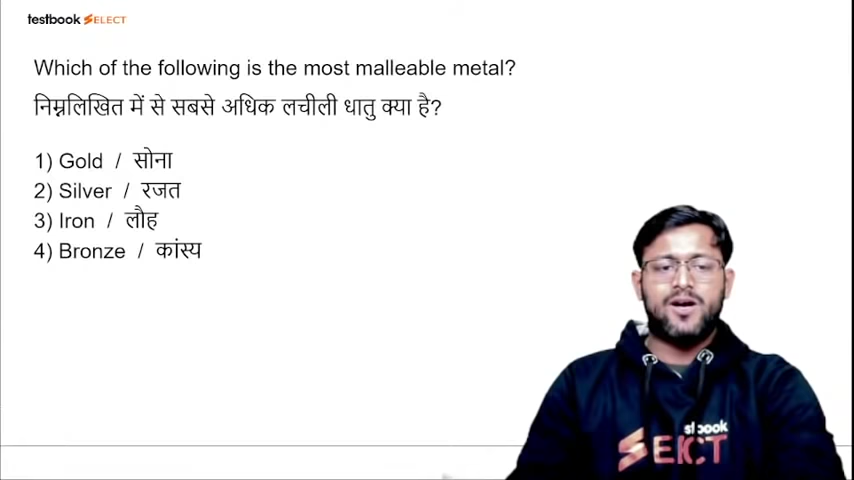 testbook SELECT
Which of the following is the most malleable metal?
निम्नलिखित में से सबसे अधिक लचीली धातु क्या है?
1) Gold / सोना
2) Silver / रजत
3) Iron / लौह
4) Bronze / कांस्य